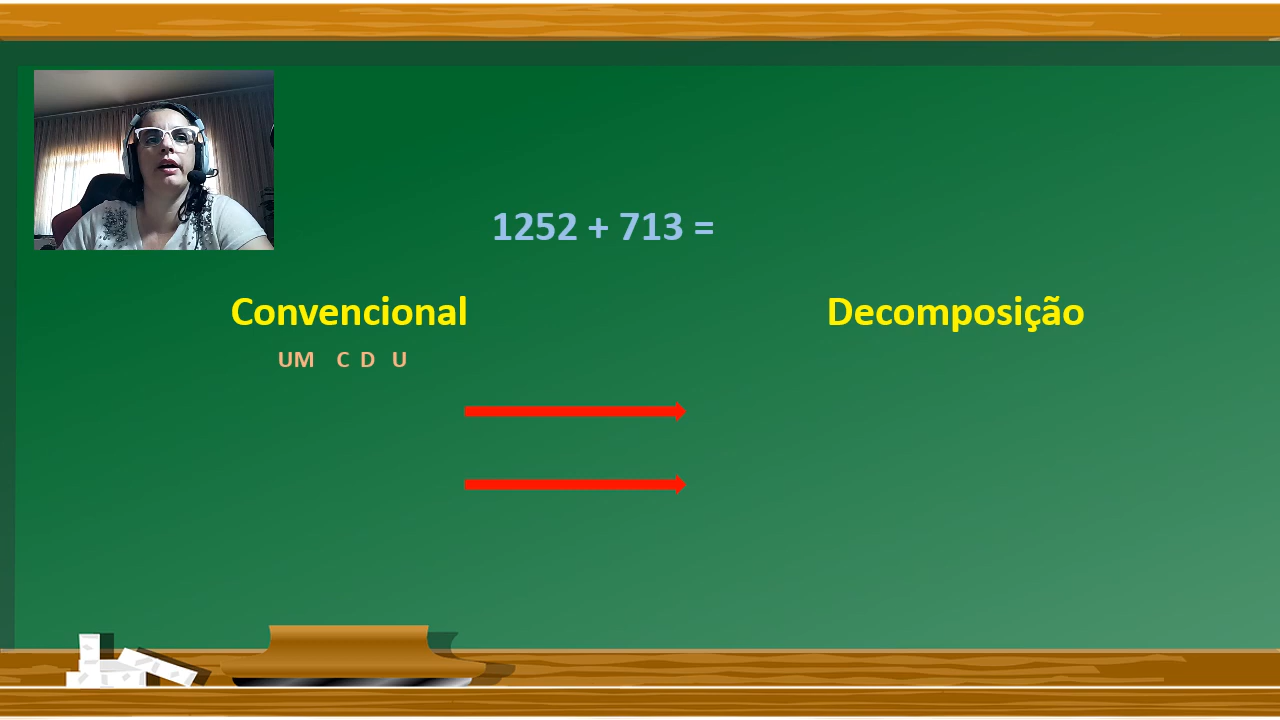 1252 + 713 =
Convencional
Decomposição
UM C D U